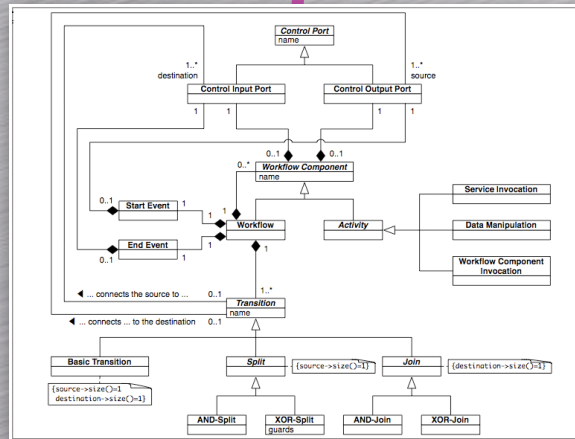 Control Port
name
1..*
destination
1..*
source
Control Input Port
Control Output Port
1
1
1
1
0..1
0..1
0..*
Workflow Component
name
0..1
Start Event
1
1
1
Service Invocation
Workflow
Activity
Data Manipulation
End Event
1
0..1
1
1
Workflow Component
Invocation
◀ ... connects the source to ...
0..1
1..*
Transition
name
◀ ... connects ... to the destination
0..1
Basic Transition
Split
{source->size()=1}
Join
{destination->size()=1}
{source->size()=1
destination->size()=1}
AND-Split
XOR-Split
guards
AND-Join
XOR-Join